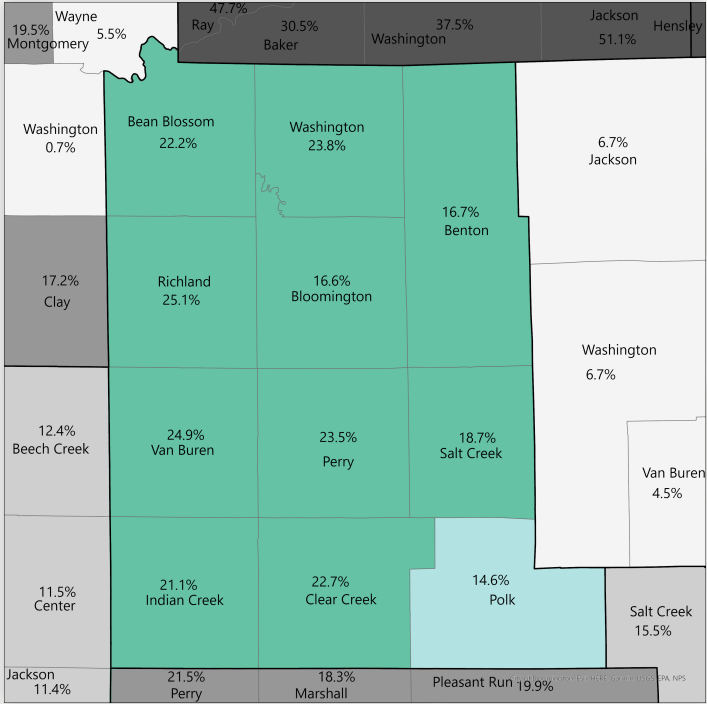 47.7%
Jackson
Wayne
19.5%
Ray
30.5%
37.5%
Hensley
Montgomery
5.5%
Baker
Washington
51.1%
Bean Blossom
22.2%
Washington
23.8%
Washington
0.7%
6.7%
Jackson
16.7%
Benton
17.2%
Clay
Richland
25.1%
16.6%
Bloomington
Washington
6.7%
12.4%
Beech Creek
24.9%
Van Buren
23.5%
Perry
18.7%
Salt Creek
Van Buren
4.5%
11.5%
Center
21.1%
Indian Creek
22.7%
Clear Creek
14.6%
Polk
Salt Creek
15.5%
Jackson
11.4%
21.5%
Perry
18.3%
Marshall
Pleasant Run
19.9%
EPA, NPS